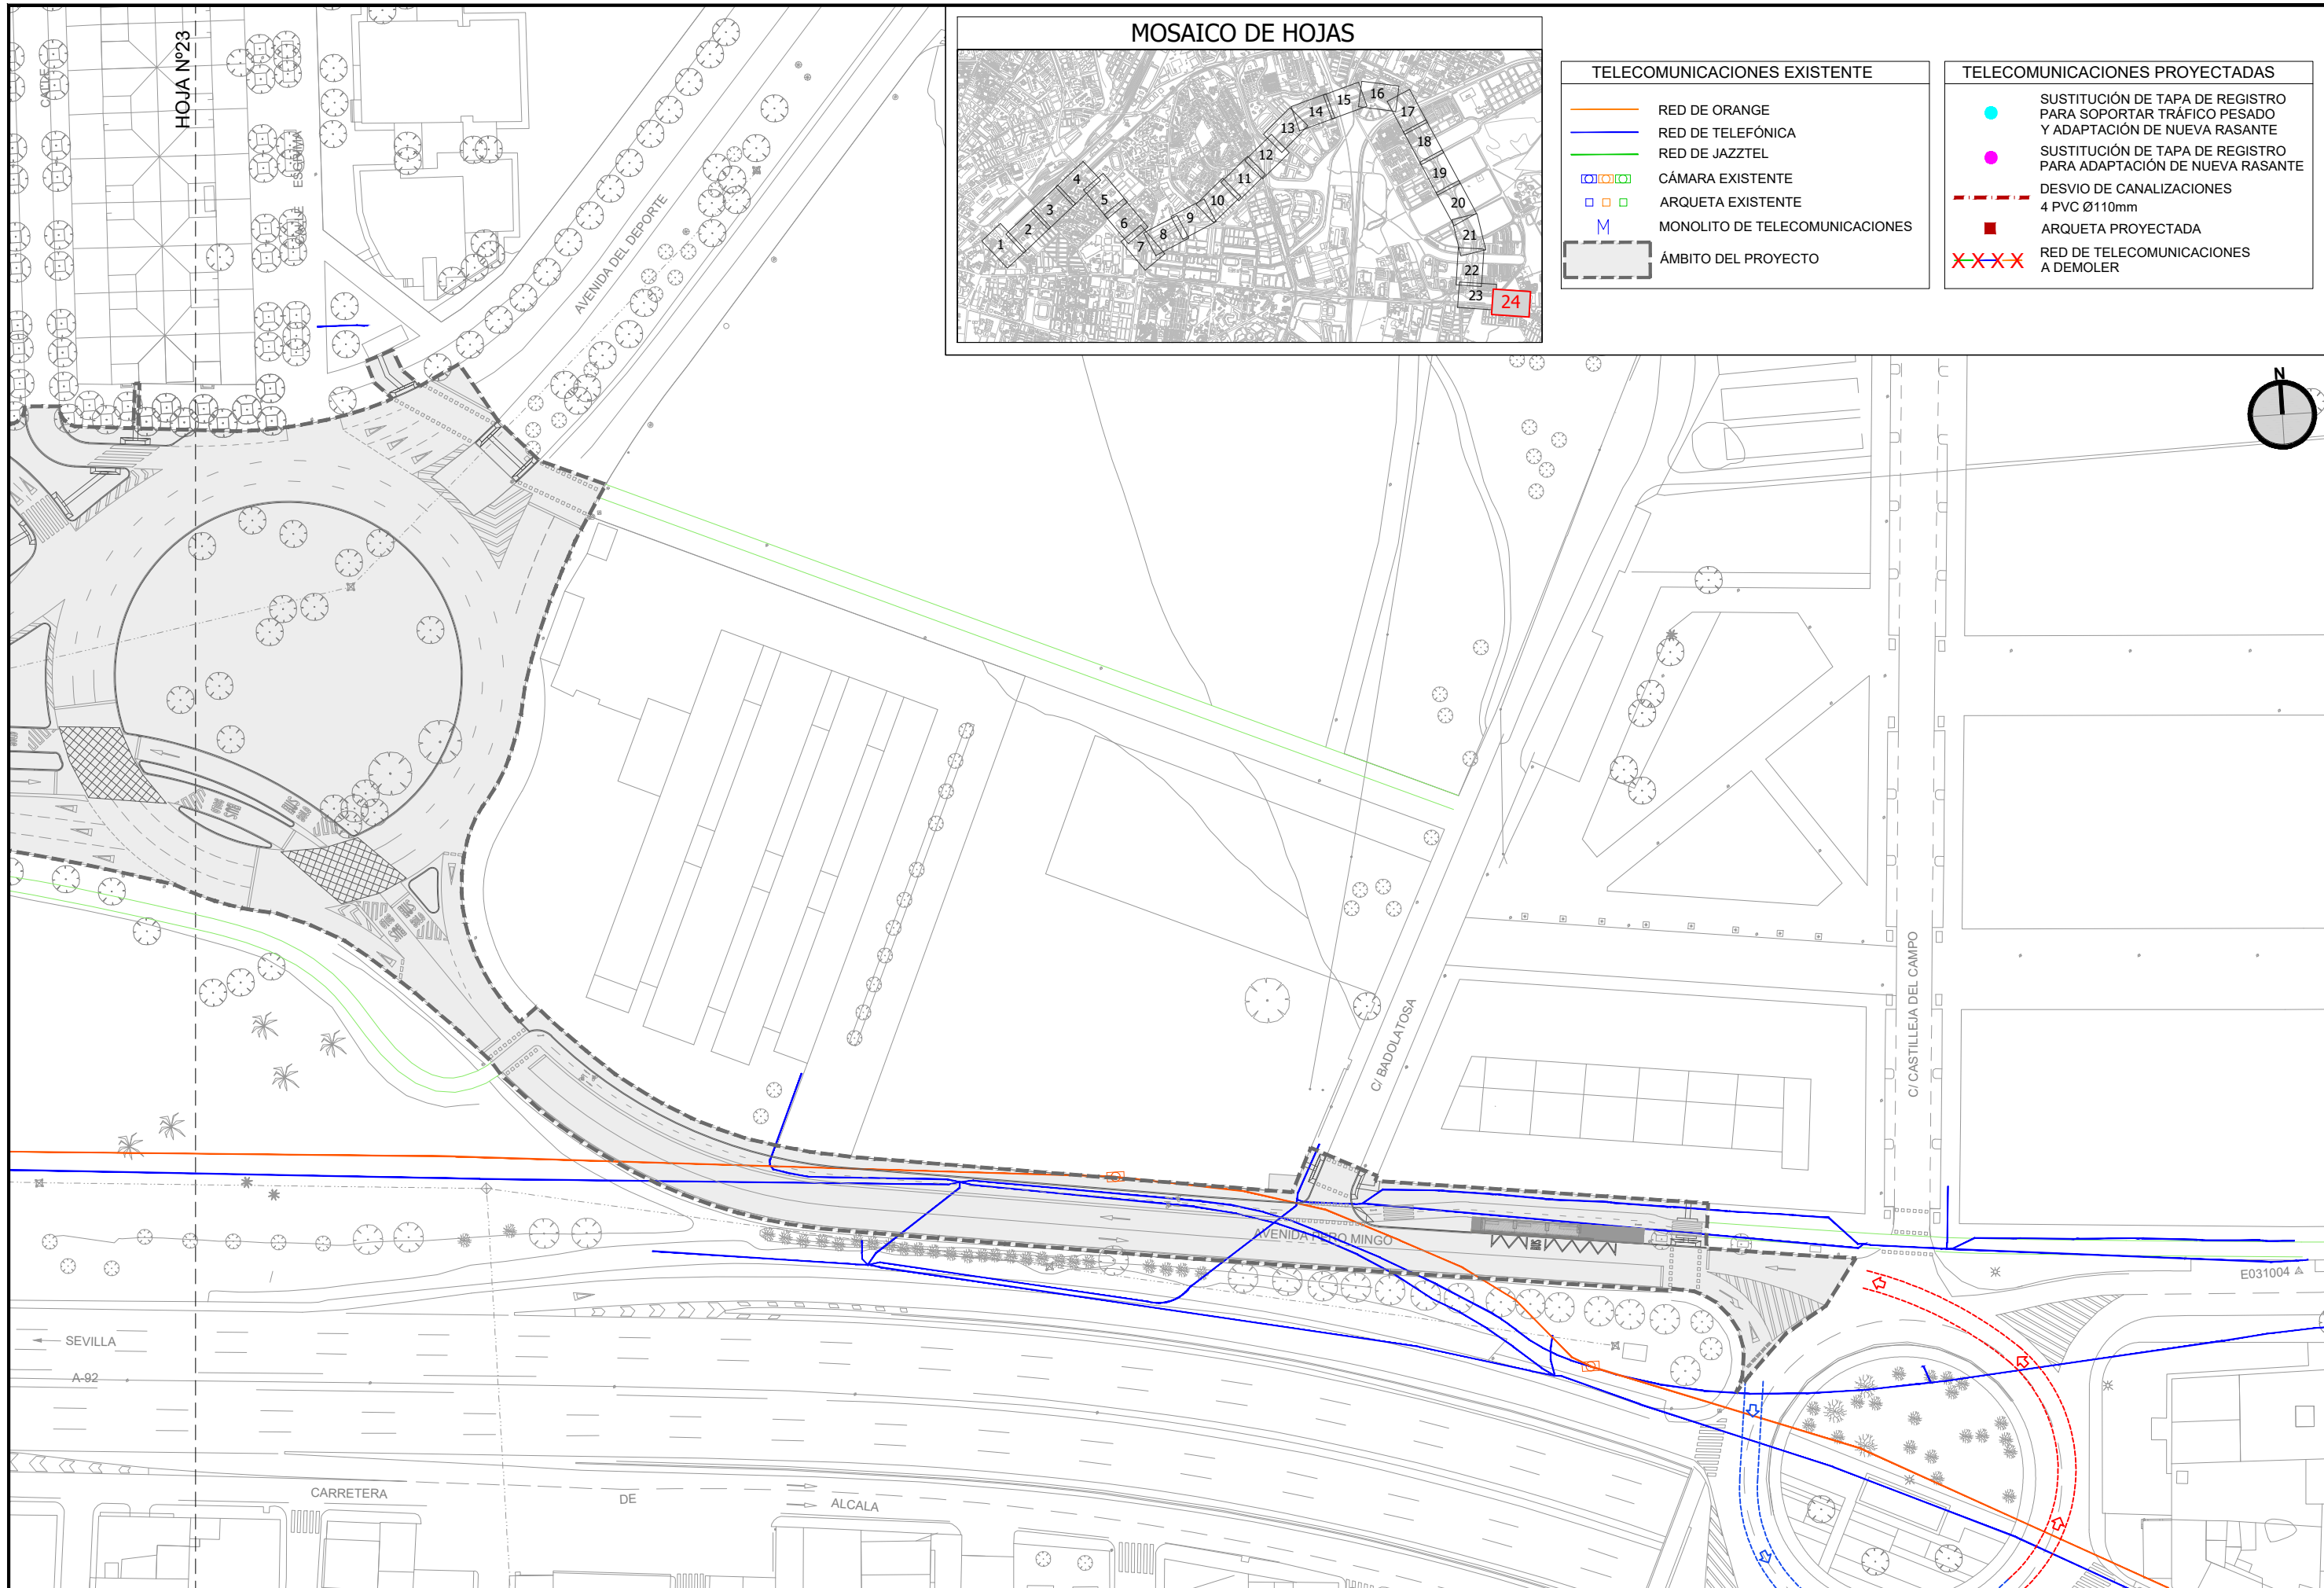 MOSAICO DE HOJAS
1
2
3
4
5
6
7
8
9
10
11
12
13
14
15
16
17
18
19
20
21
22
23
24
TELECOMUNICACIONES EXISTENTE
RED DE ORANGE
RED DE TELEFÓNICA
RED DE JAZZTEL
CÁMARA EXISTENTE
ARQUETA EXISTENTE
M
MONOLITO DE TELECOMUNICACIONES
ÁMBITO DEL PROYECTO
TELECOMUNICACIONES PROYECTADAS
SUSTITUCIÓN DE TAPA DE REGISTRO
PARA SOPORTAR TRÁFICO PESADO
Y ADAPTACIÓN DE NUEVA RASANTE
SUSTITUCIÓN DE TAPA DE REGISTRO
PARA ADAPTACIÓN DE NUEVA RASANTE
DESVIO DE CANALIZACIONES
4 PVC Ø110mm
ARQUETA PROYECTADA
X X X X
RED DE TELECOMUNICACIONES
A DEMOLER
N
HOJA Nº23
CALLE
CALLE ESGRIMA
AVENIDA DEL DEPORTE
C/ BADOLATOSA
C/ CASTILLEJA DEL CAMPO
AVENIDA PERO MINGO
BUS
E031004
SEVILLA
A-92
CARRETERA
DE
ALCALA